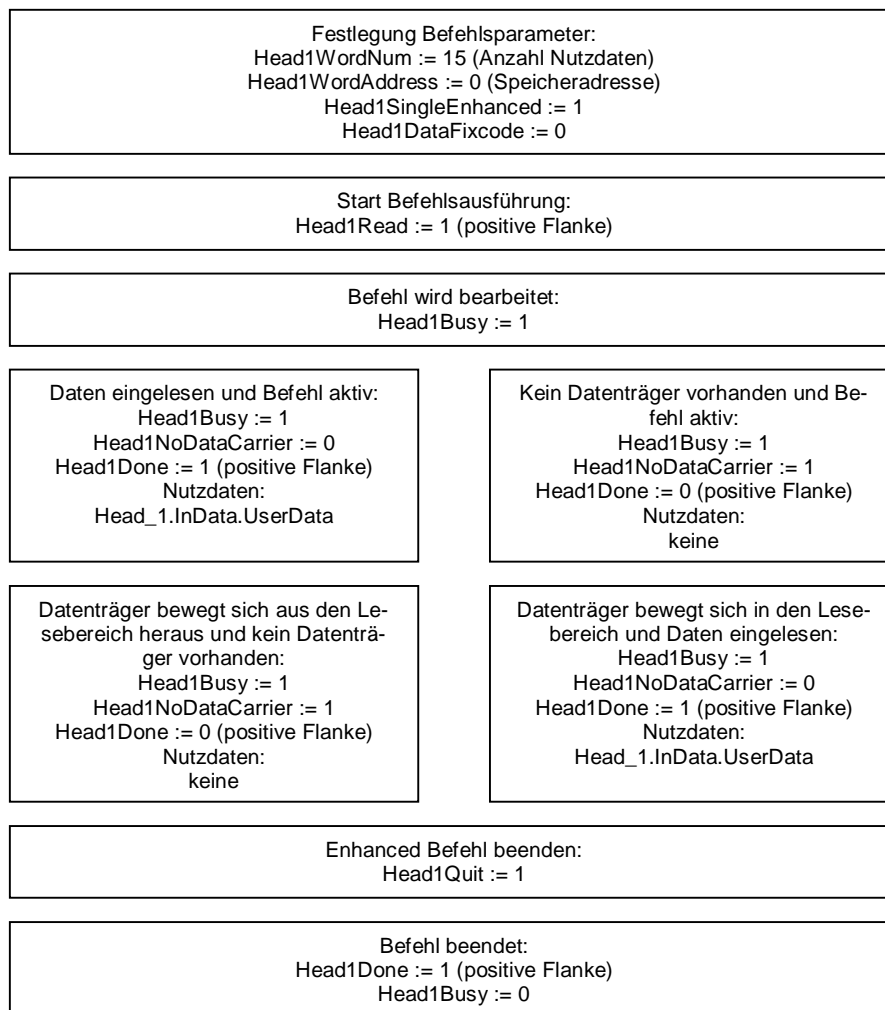 Festlegung Befehlsparameter:
Head1WordNum := 15 (Anzahl Nutzdaten)
Head1WordAddress := 0 (Speicheradresse)
Head1SingleEnhanced := 1
Head1DataFixcode := 0
Start Befehlsausführung:
Head1Read := 1 (positive Flanke)
Befehl wird bearbeitet:
Head1Busy := 1
Daten eingelesen und Befehl aktiv:
Head1Busy := 1
Head1NoDataCarrier := 0
Head1Done := 1 (positive Flanke)
Nutzdaten:
Head_1.InData.UserData
Kein Datenträger vorhanden und Be-
fehl aktiv:
Head1Busy := 1
Head1NoDataCarrier := 1
Head1Done := 0 (positive Flanke)
Nutzdaten:
keine
Datenträger bewegt sich aus den Le-
sebereich heraus und kein Datenträ-
ger vorhanden:
Head1Busy := 1
Head1NoDataCarrier := 1
Head1Done := 0 (positive Flanke)
Nutzdaten:
keine
Datenträger bewegt sich in den Lese-
bereich und Daten eingelesen:
Head1Busy := 1
Head1NoDataCarrier := 0
Head1Done := 1 (positive Flanke)
Nutzdaten:
Head_1.InData.UserData
Enhanced Befehl beenden:
Head1Quit := 1
Befehl beendet:
Head1Done := 1 (positive Flanke)
Head1Busy := 0